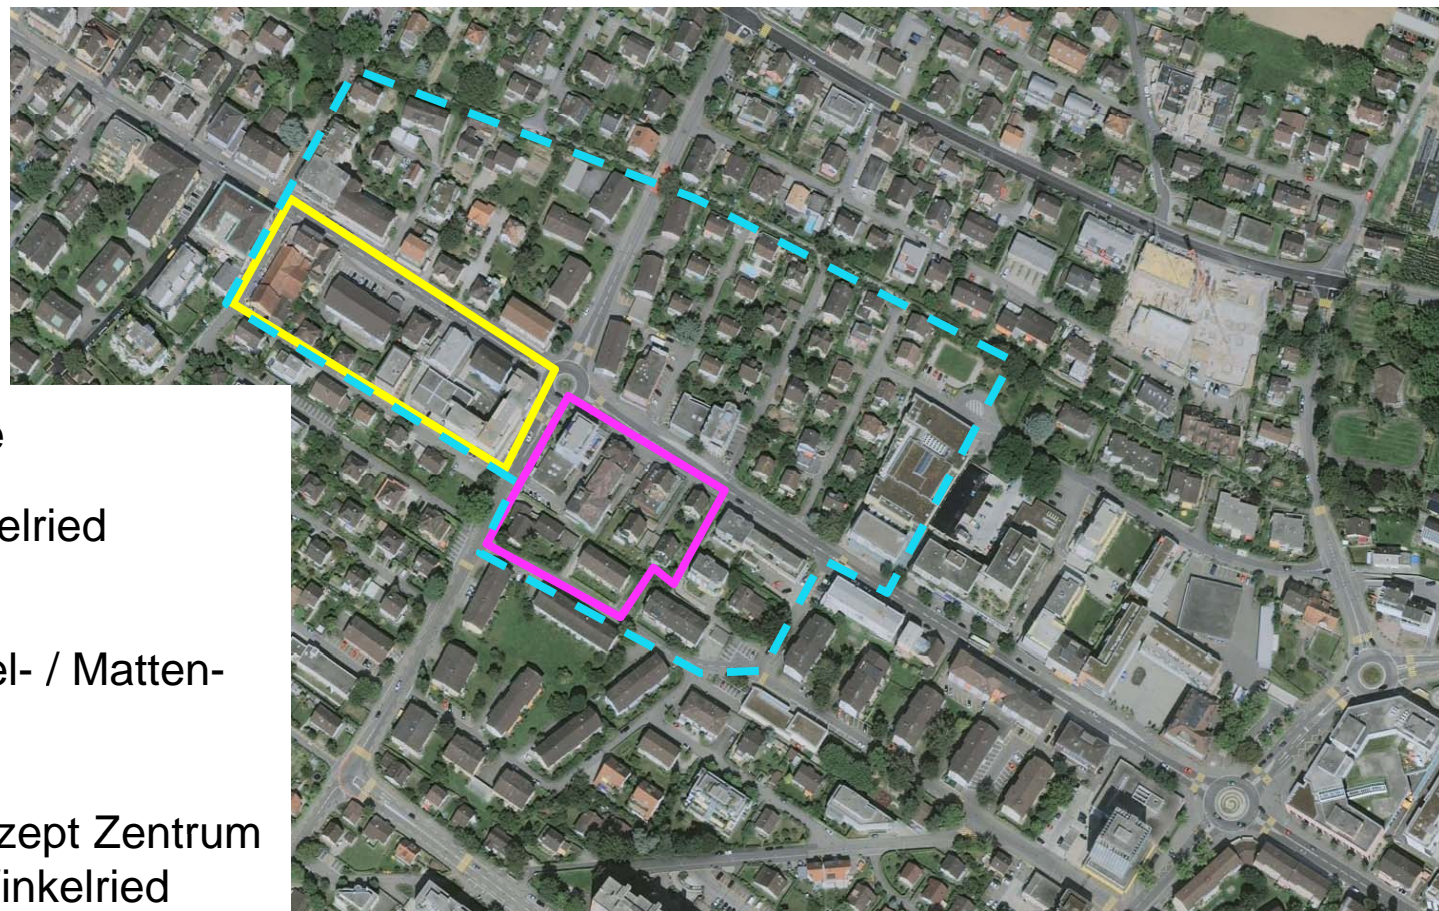 e
elried
el- / Matten-
zept Zentrum
inkelried